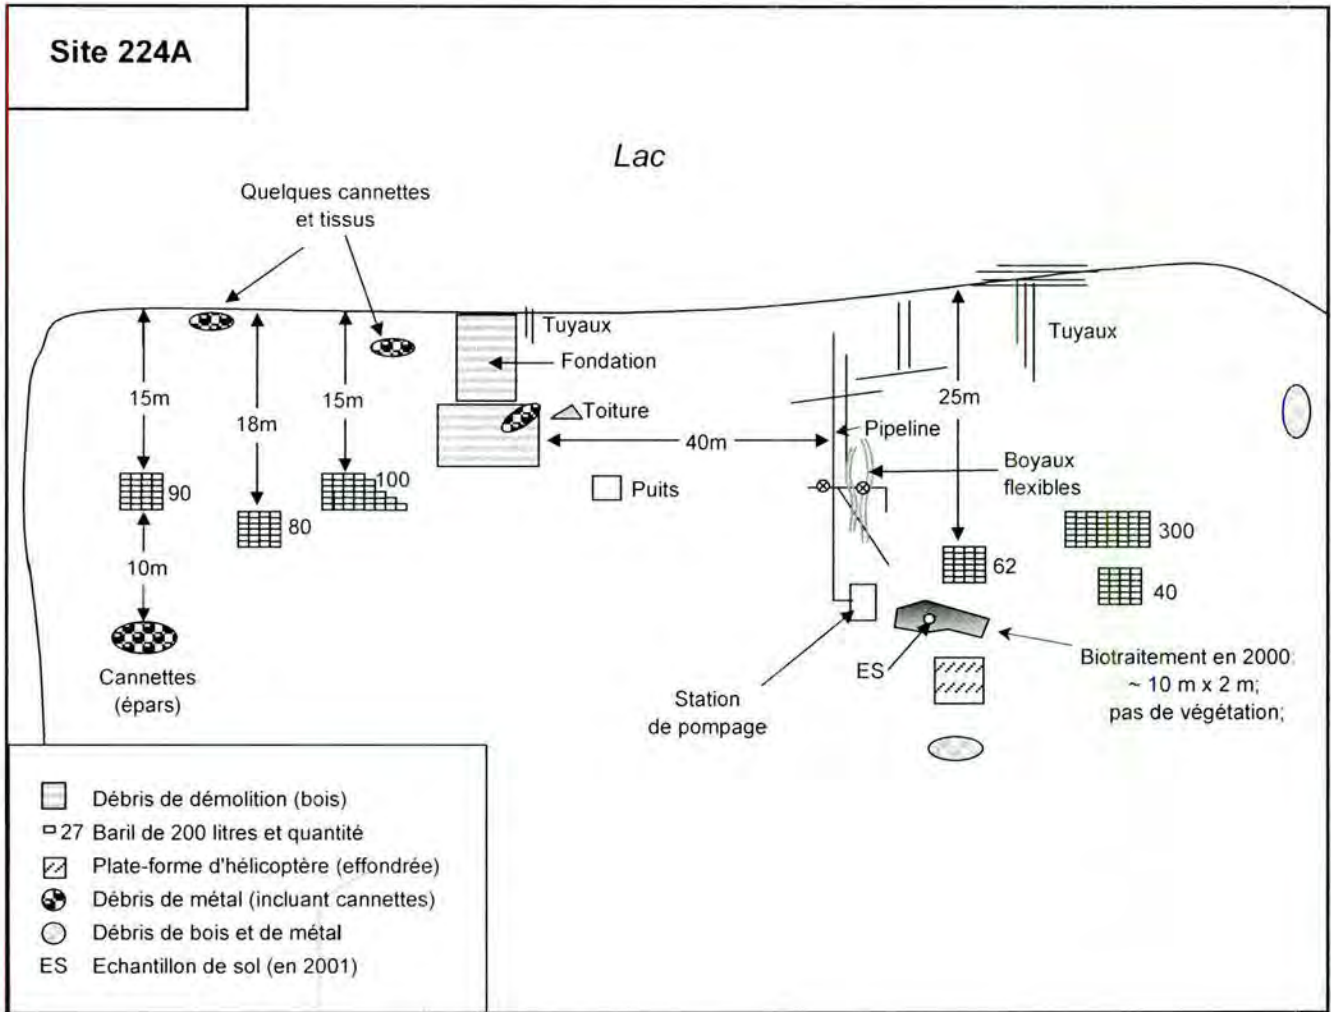 Site 224A
Lac
Quelques cannettes
et tissus
Tuyaux
Fondation
Tuyaux
15m
18m
15m
25m
Toiture
40m
Pipeline
Boyaux
flexibles
90
100
Puits
80
300
10m
62
40
Cannettes
(épars)
ES
Station
de pompage
Biotraitement en 2000:
~ 10 m x 2 m;
pas de végétation;
Débris de démolition (bois)
27 Baril de 200 litres et quantité
Plate-forme d'hélicoptère (effondrée)
Débris de métal (incluant cannettes)
Débris de bois et de métal
ES Echantillon de sol (en 2001)